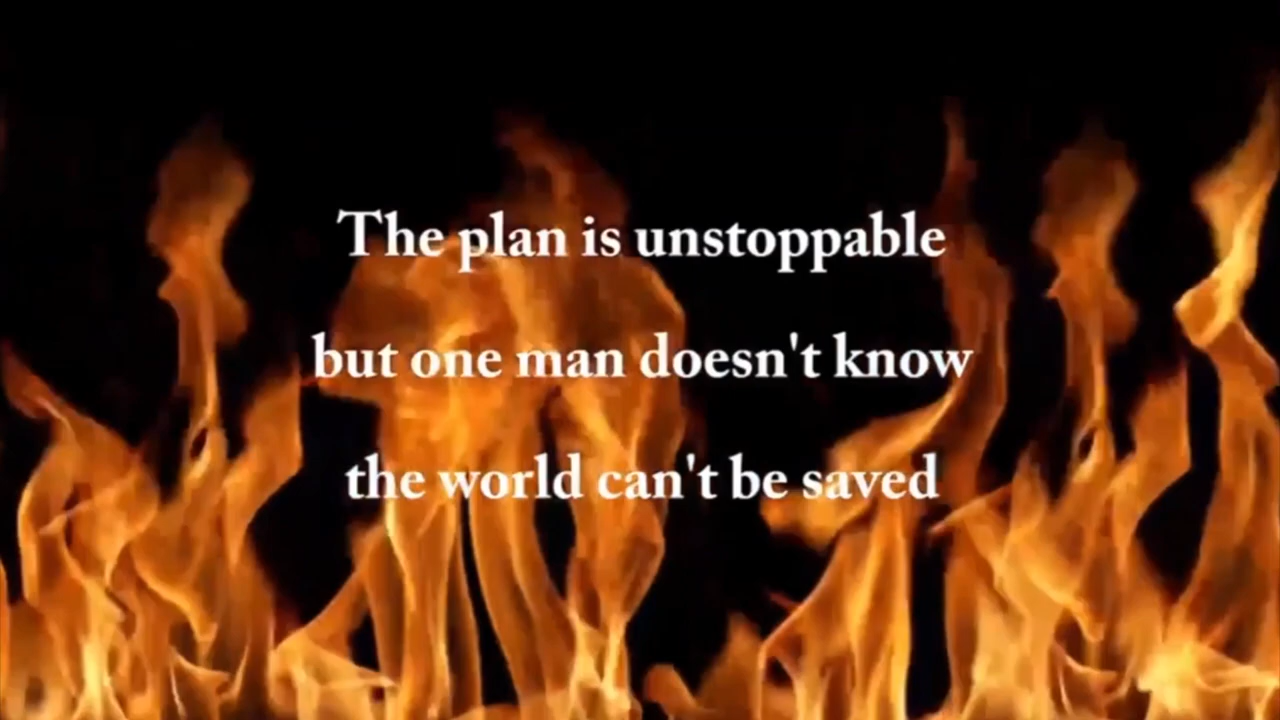 The plan is unstoppable
but one man doesn't know
the world can't be saved